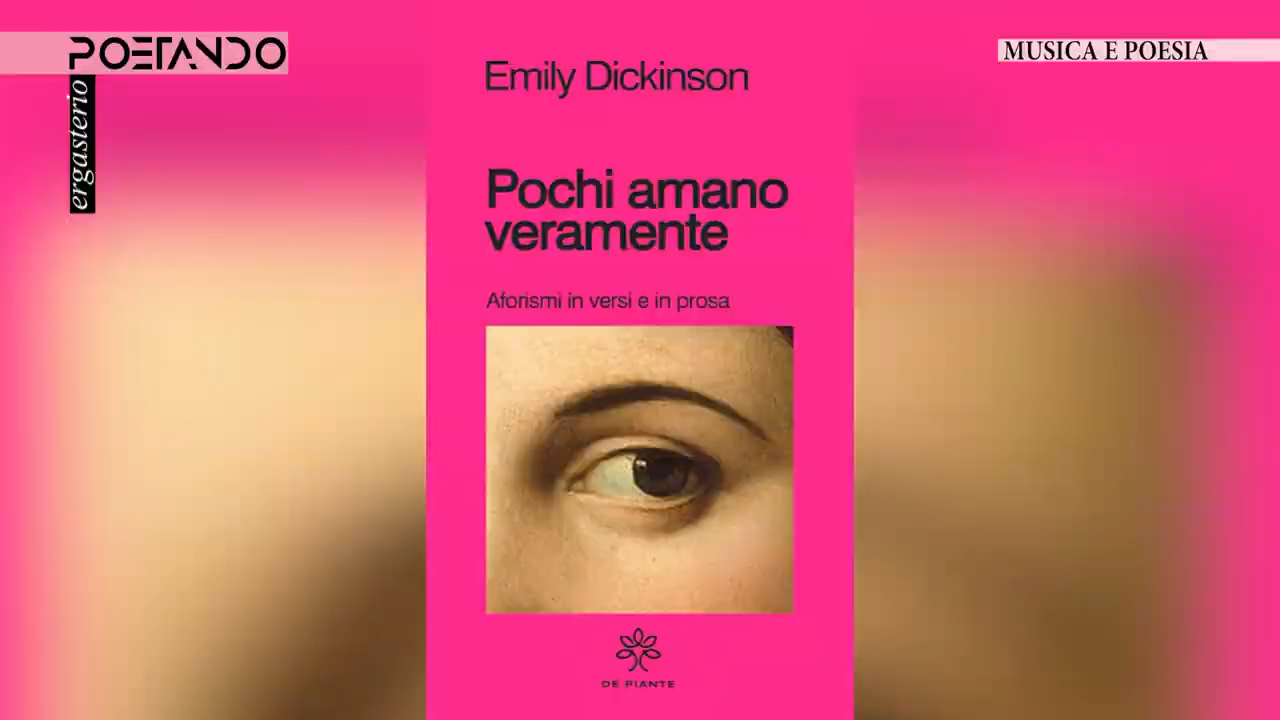 POETANDO
ergasterio
MUSICA E POESIA
Emily Dickinson
Pochi amano
veramente
Aforismi in versi e in prosa
DE PIANTE